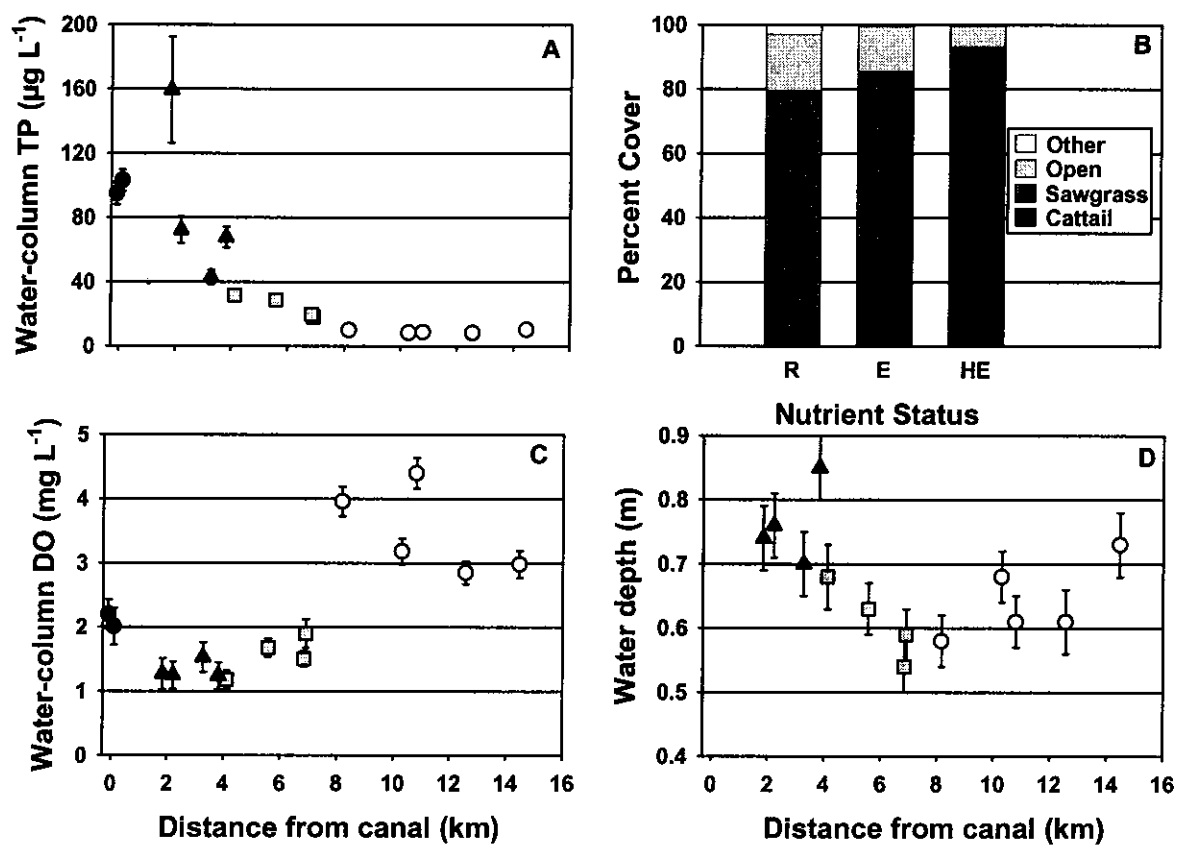 A
Water-column TP (µg L-1)
200
160
120
80
40
0
B
Percent Cover
100
80
60
40
20
0
Other
Open
Sawgrass
Cattail
R E HE
Nutrient Status
C
Water-column DO (mg L-1)
5
4
3
2
1
0
0 2 4 6 8 10 12 14 16
Distance from canal (km)
D
Water depth (m)
0.9
0.8
0.7
0.6
0.5
0.4
0 2 4 6 8 10 12 14 16
Distance from canal (km)